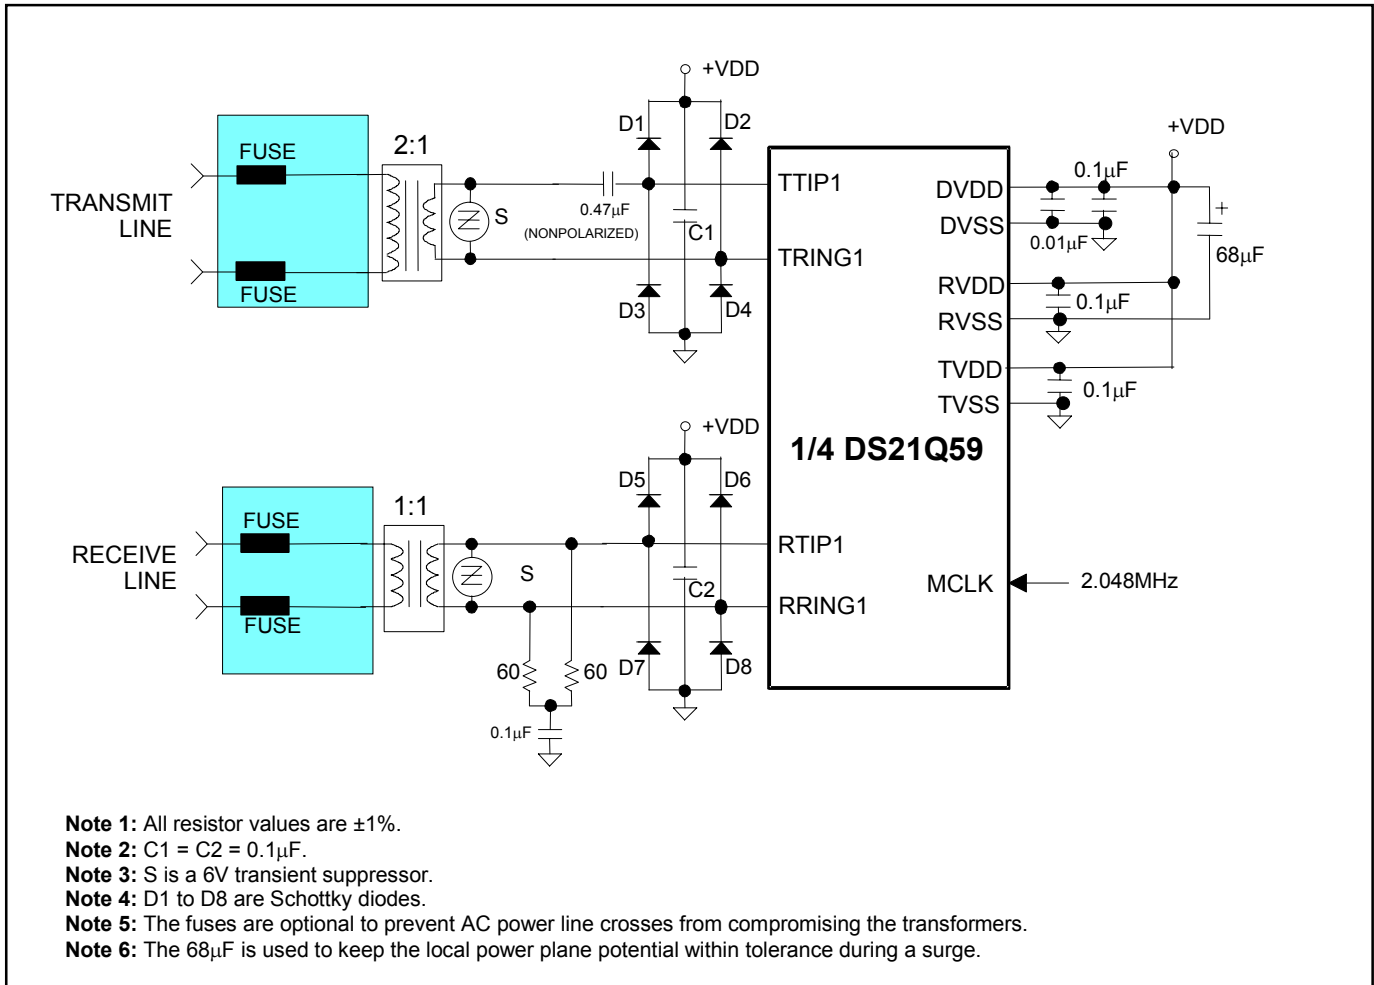 +VDD
D1
D2
+VDD
FUSE
2:1
TRANSMIT
LINE
S
0.47µF
(NONPOLARIZED)
C1
TTIP1
TRING1
FUSE
D3
D4
DVDD
0.1µF
+
DVSS
0.01µF
68µF
RVDD
0.1µF
RVSS
TVDD
0.1µF
TVSS
1/4 DS21Q59
+VDD
D5
D6
FUSE
1:1
RECEIVE
LINE
S
C2
RTIP1
RRING1
MCLK
2.048MHz
FUSE
60
60
D7
D8
0.1µF
Note 1: All resistor values are ±1%.
Note 2: C1 = C2 = 0.1µF.
Note 3: S is a 6V transient suppressor.
Note 4: D1 to D8 are Schottky diodes.
Note 5: The fuses are optional to prevent AC power line crosses from compromising the transformers.
Note 6: The 68µF is used to keep the local power plane potential within tolerance during a surge.